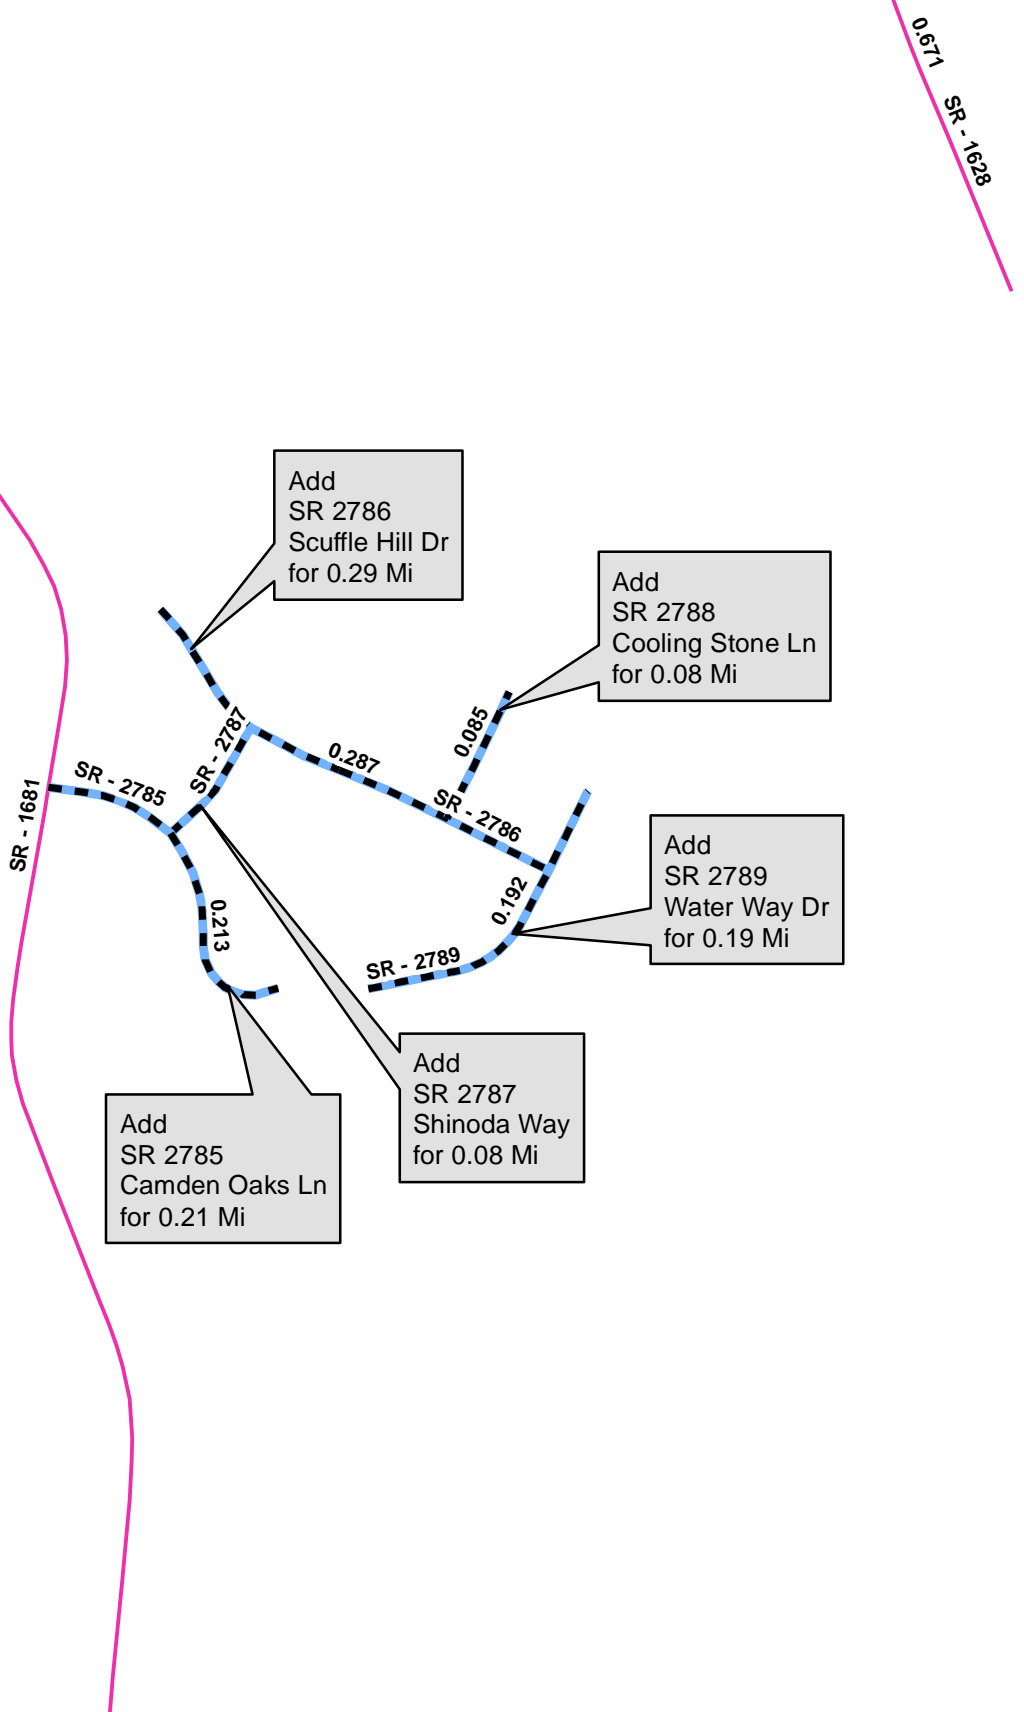 0.671
SR - 1628
Add
SR 2786
Scuffle Hill Dr
for 0.29 Mi
Add
SR 2788
Cooling Stone Ln
for 0.08 Mi
0.085
SR - 2787
0.287
SR - 2785
SR - 1681
SR - 2786
Add
SR 2789
Water Way Dr
for 0.19 Mi
0.192
0.213
SR - 2789
Add
SR 2787
Shinoda Way
for 0.08 Mi
Add
SR 2785
Camden Oaks Ln
for 0.21 Mi